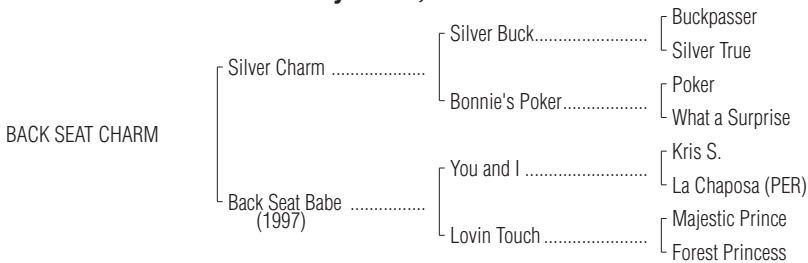 Buckpasser
Silver Buck
Silver True
Silver Charm
Poker
Bonnie's Poker
What a Surprise
BACK SEAT CHARM
Kris S.
You and I
La Chaposa (PER)
Back Seat Babe
(1997)
Majestic Prince
Lovin Touch
Forest Princess